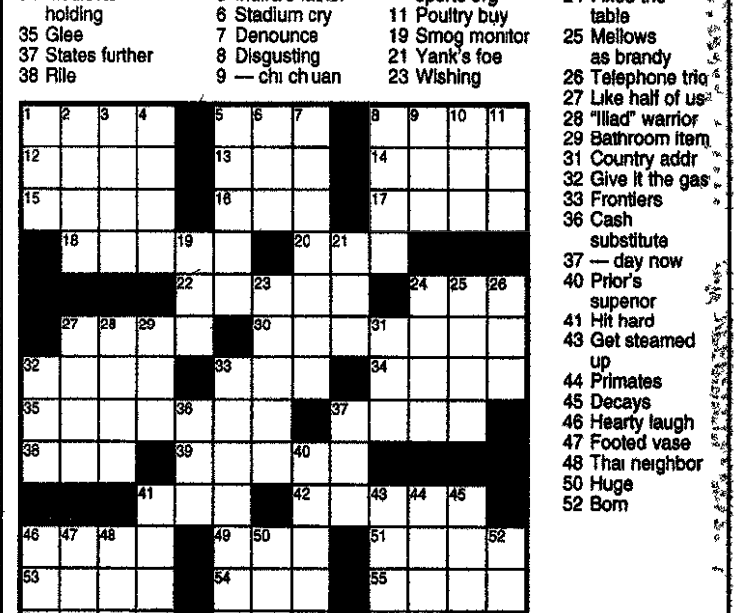 holding
35 Glee
37 States further
38 Rile
6 Stadium cry
7 Denounce
8 Disgusting
9 — chi chuan
11 Poultry buy
19 Smog monitor
21 Yank's foe
23 Wishing
table
25 Mellows
as brandy
26 Telephone trio
27 Like half of us
28 "Iliad" warrior
29 Bathroom item
31 Country addr
32 Give it the gas
33 Frontiers
36 Cash
substitute
37 — day now
40 Prior's
superior
41 Hit hard
43 Get steamed
up
44 Primates
45 Decays
46 Hearty laugh
47 Footed vase
48 Thai neighbor
50 Huge
52 Born
1 2 3 4 5 6 7 8 9 10 11
12 13 14
15 16 17
18 19 20 21
22 23 24 25 26
27 28 29 30 31
32 33 34
35 36 37
38 39 40
41 42 43 44 45
46 47 48 49 50 51 52
53 54 55